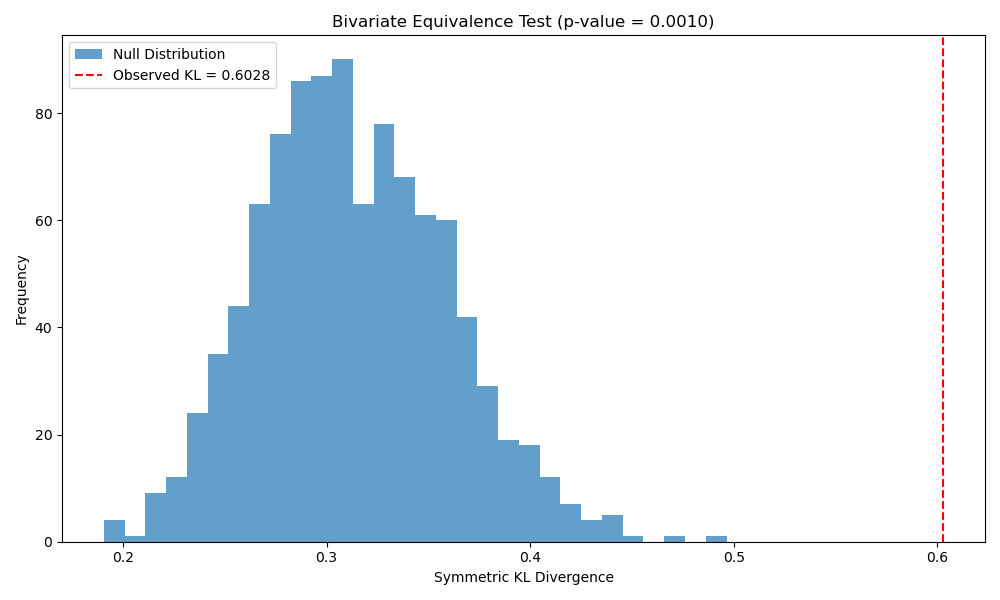 Bivariate Equivalence Test (p-value = 0.0010)
Null Distribution
Observed KL = 0.6028
Frequency
80
60
40
20
0
0.2
0.3
0.4
0.5
0.6
Symmetric KL Divergence